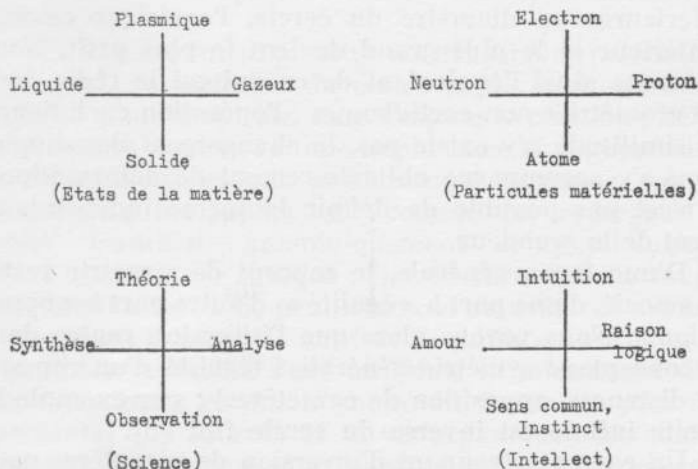 Plasmique
Liquide Gazeux
Solide
(Etats de la matière)
Electron
Neutron Proton
Atome
(Particules matérielles)
Théorie
Synthèse Analyse
Observation
(Science)
Intuition
Amour Raison
logique
Sens commun,
Instinct
(Intellect)